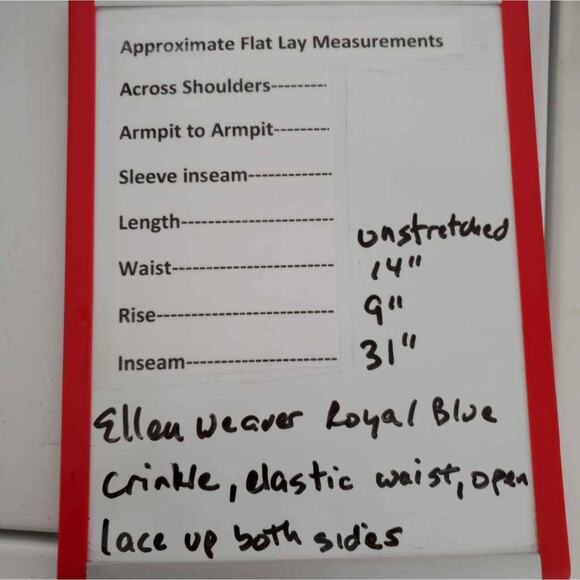 Approximate Flat Lay Measurements
Across Shoulders---------
Armpit to Armpit---------
Sleeve inseam-------------
Length------------------------
unstretched
Waist-------------------------- 14"
Rise---------------------------- 9"
Inseam------------------------ 31"
Ellen Weaver Royal Blue
crinkle, elastic waist, open
lace up both sides